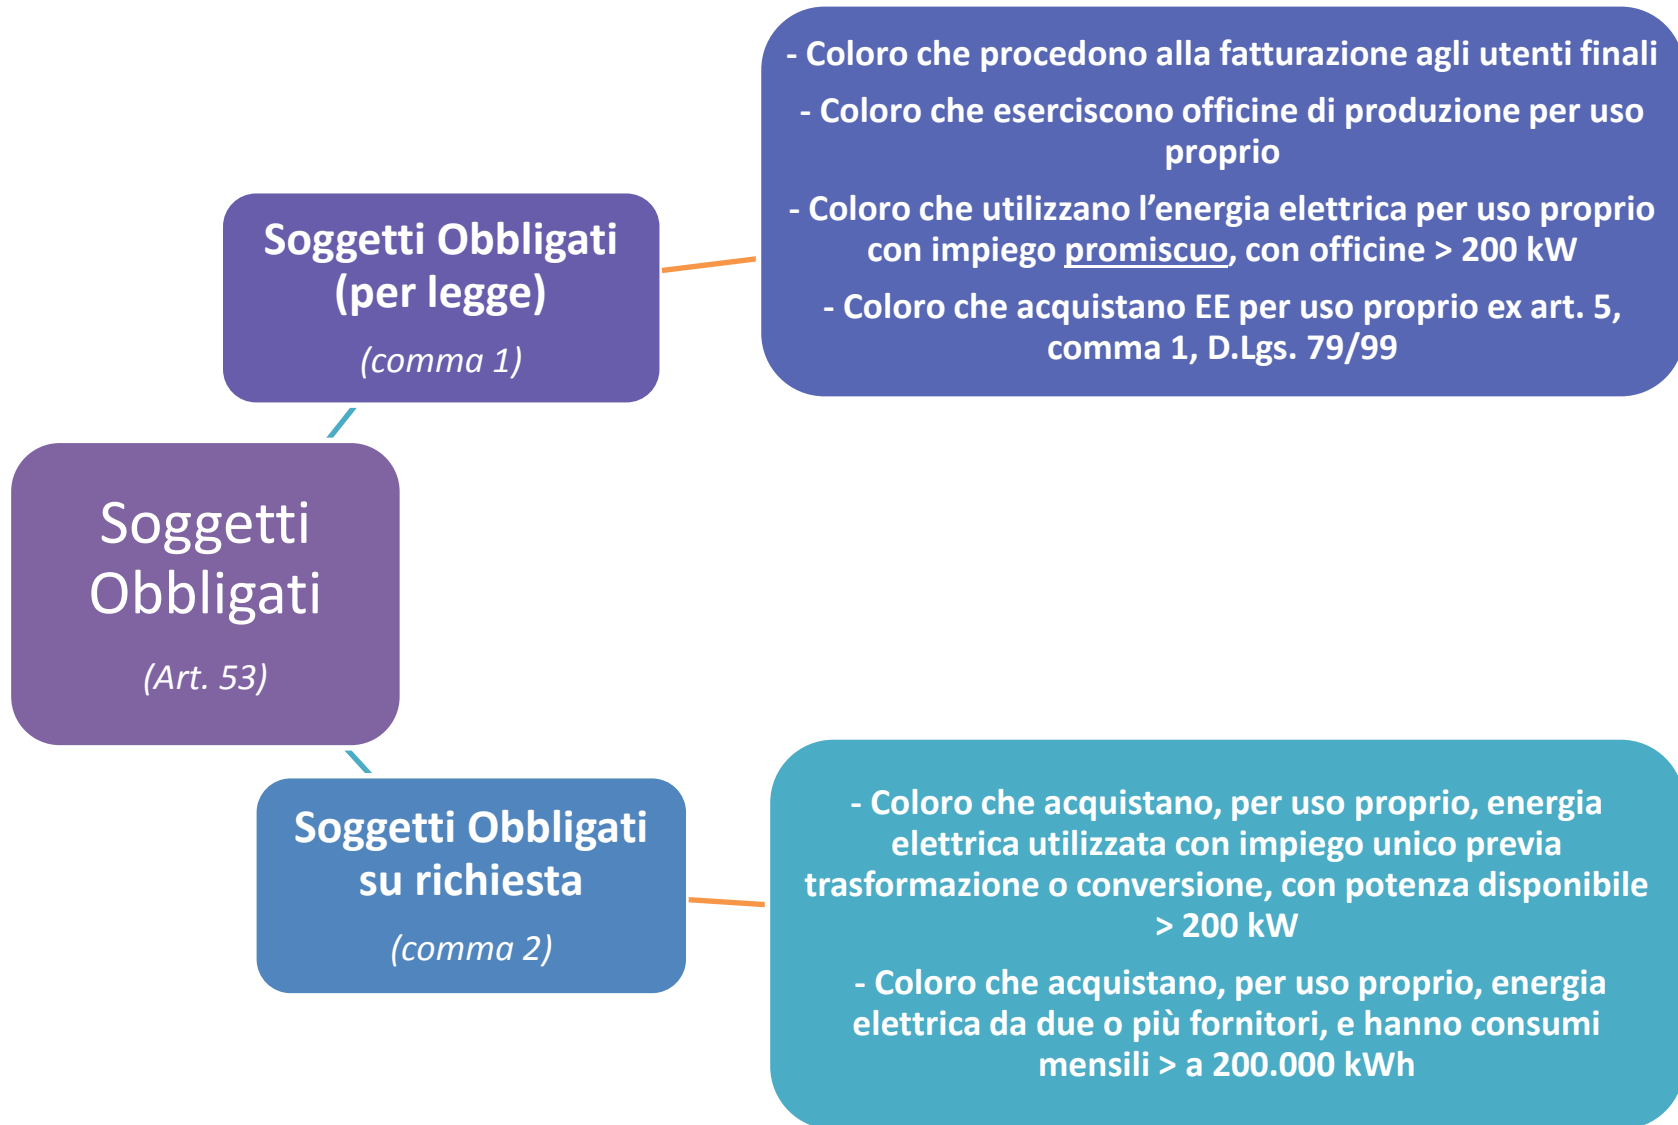 - Coloro che procedono alla fatturazione agli utenti finali
- Coloro che eserciscono officine di produzione per uso
proprio
- Coloro che utilizzano l’energia elettrica per uso proprio
con impiego promiscuo, con officine > 200 kW
- Coloro che acquistano EE per uso proprio ex art. 5,
comma 1, D.Lgs. 79/99
Soggetti Obbligati
(per legge)
(comma 1)
Soggetti
Obbligati
(Art. 53)
Soggetti Obbligati
su richiesta
(comma 2)
- Coloro che acquistano, per uso proprio, energia
elettrica utilizzata con impiego unico previa
trasformazione o conversione, con potenza disponibile
> 200 kW
- Coloro che acquistano, per uso proprio, energia
elettrica da due o più fornitori, e hanno consumi
mensili > a 200.000 kWh